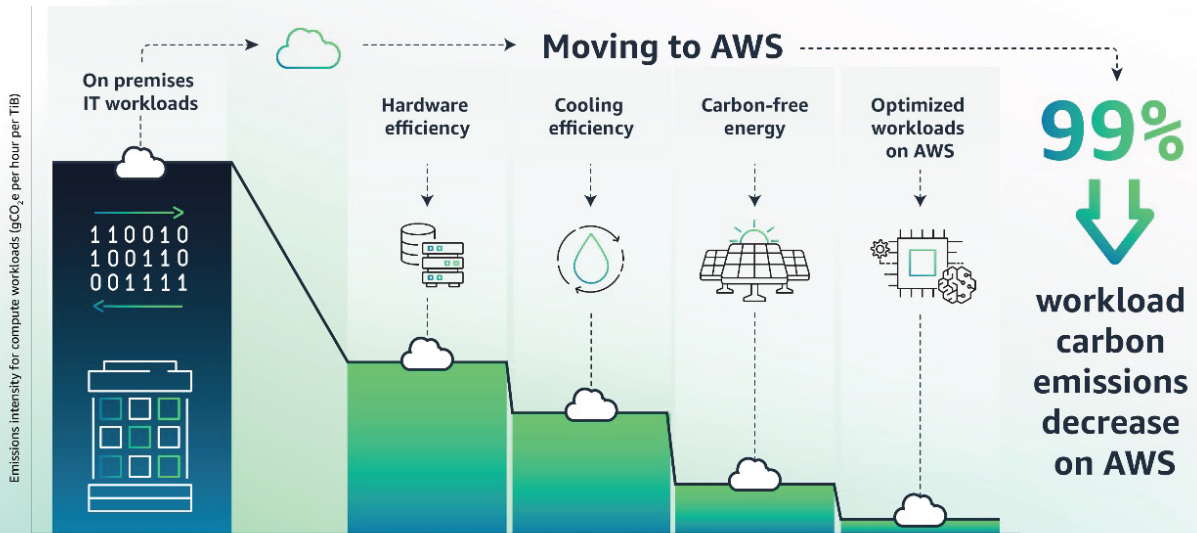 Emissions intensity for compute workloads (gCO₂e per hour per TiB)
Moving to AWS
On premises
IT workloads
110010
100110
001111
Hardware
efficiency
Cooling
efficiency
Carbon-free
energy
Optimized
workloads
on AWS
99%
workload
carbon
emissions
decrease
on AWS